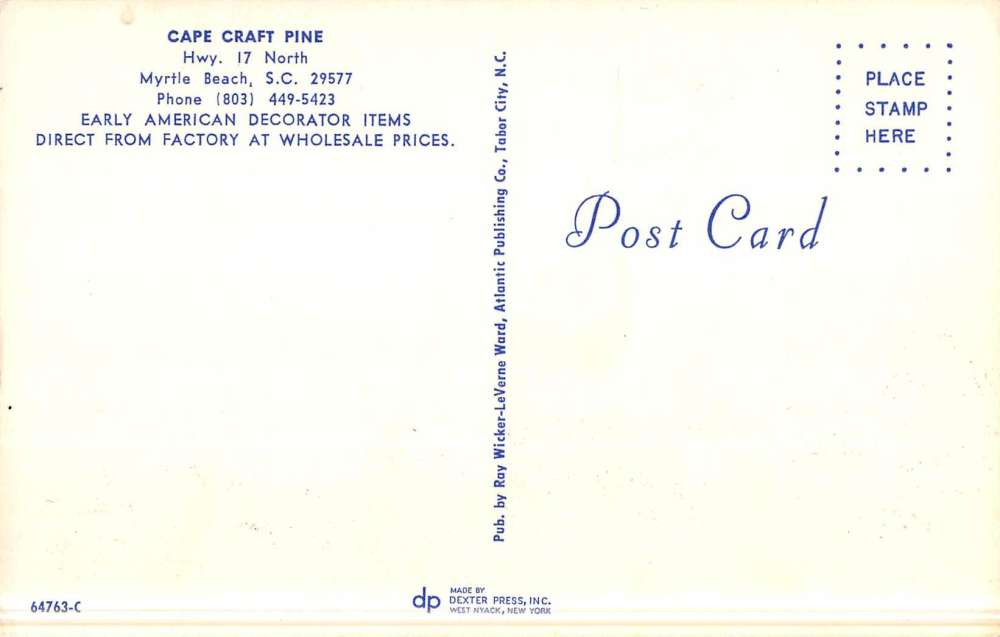 CAPE CRAFT PINE
Hwy. 17 North
Myrtle Beach, S.C. 29577
Phone (803) 449-5423
EARLY AMERICAN DECORATOR ITEMS
DIRECT FROM FACTORY AT WHOLESALE PRICES.
Pub. by Ray Wicker-LeVerne Ward, Atlantic Publishing Co., Tabor City, N.C.
PLACE
STAMP
HERE
Post Card
64763-C
dp
MADE BY
DEXTER PRESS, INC.
WEST NYACK, NEW YORK